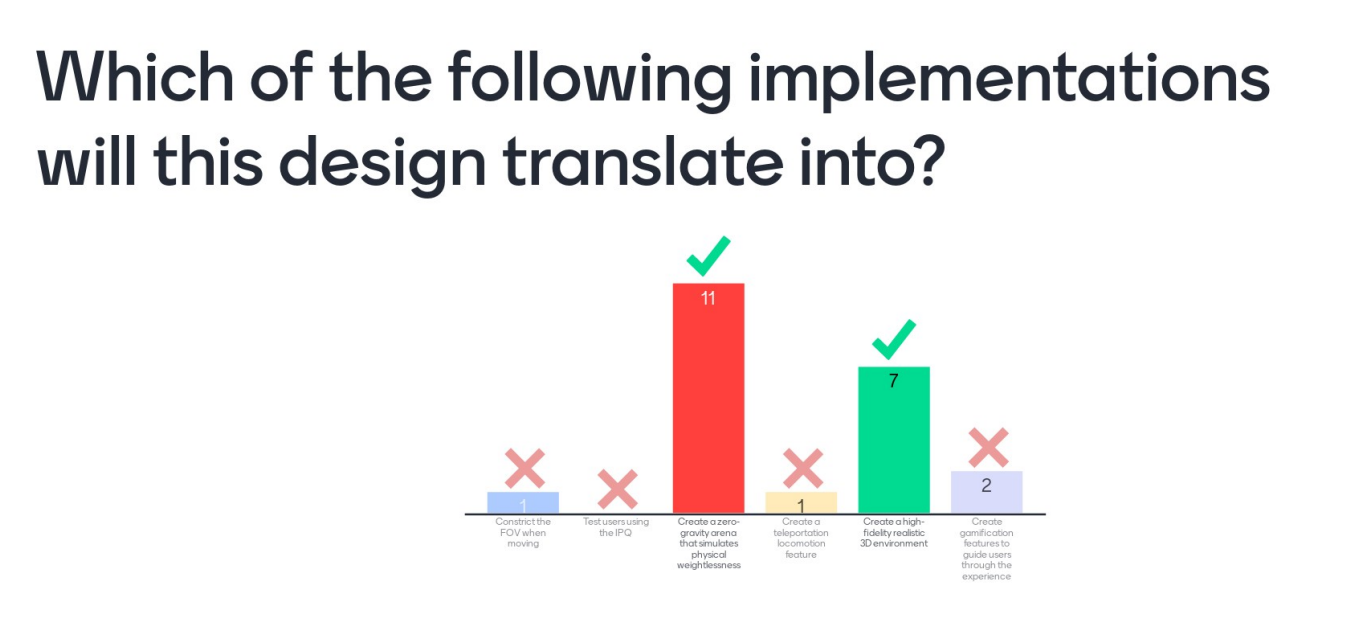 Which of the following implementations
will this design translate into?
11
7
2
1
1
Constrict the
FOV when
moving
Test users using
the IPQ
Create a zero-
gravity arena
that simulates
physical
weightlessness
Create a
teleportation
locomotion
feature
Create a high-
fidelity realistic
3D environment
Create
gamification
features to
guide users
through the
experience